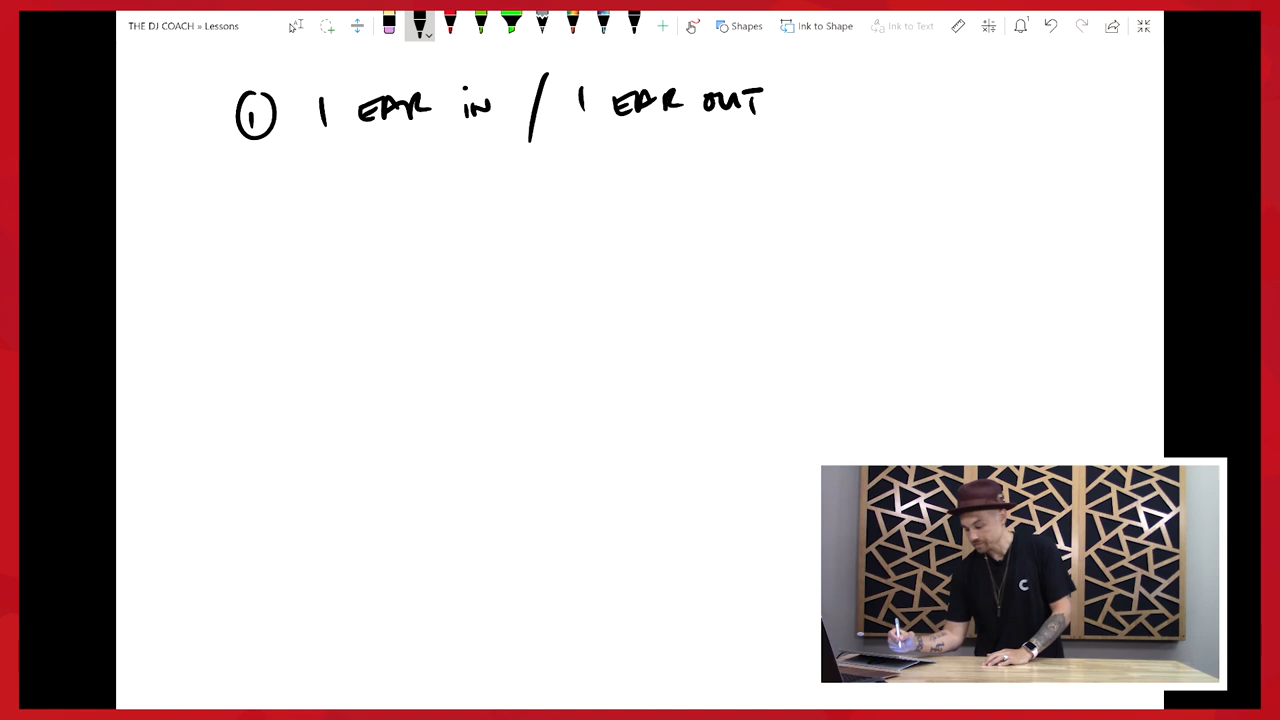 THE DJ COACH » Lessons
Shapes
Ink to Shape
Ink to Text
① 1 EAR IN / 1 EAR OUT
C